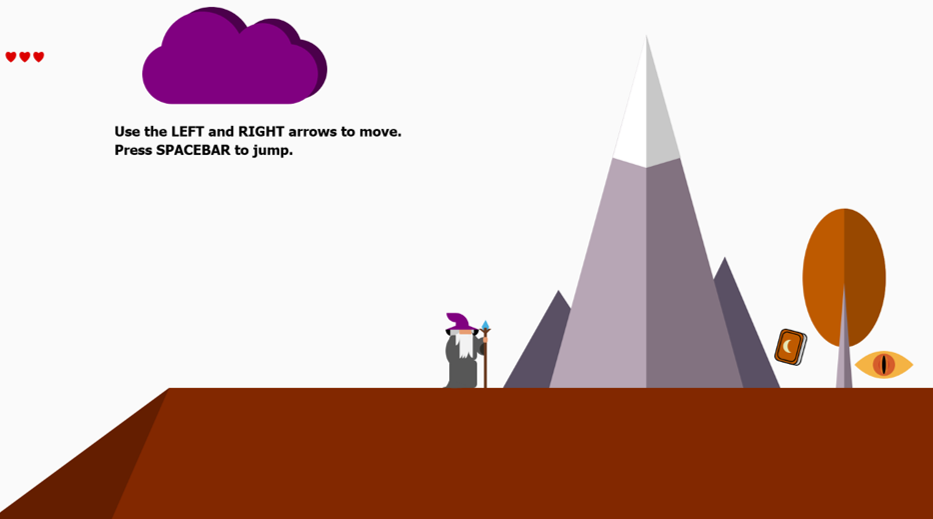 Use the LEFT and RIGHT arrows to move.
Press SPACEBAR to jump.